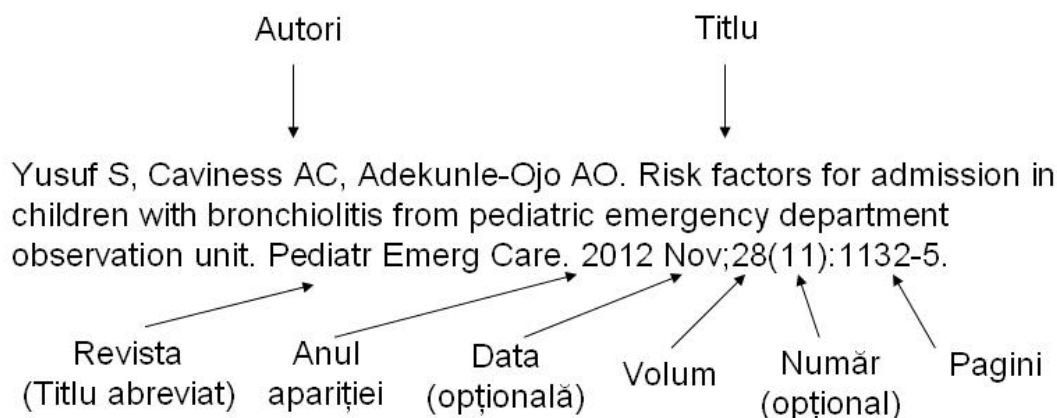 Autori Titlu
Yusuf S, Caviness AC, Adekunle-Ojo AO. Risk factors for admission in
children with bronchiolitis from pediatric emergency department
observation unit. Pediatr Emerg Care. 2012 Nov;28(11):1132-5.
Revista Anul Data Volum Număr Pagini
(Titlu abreviat) apariției (opțională) (opțional)